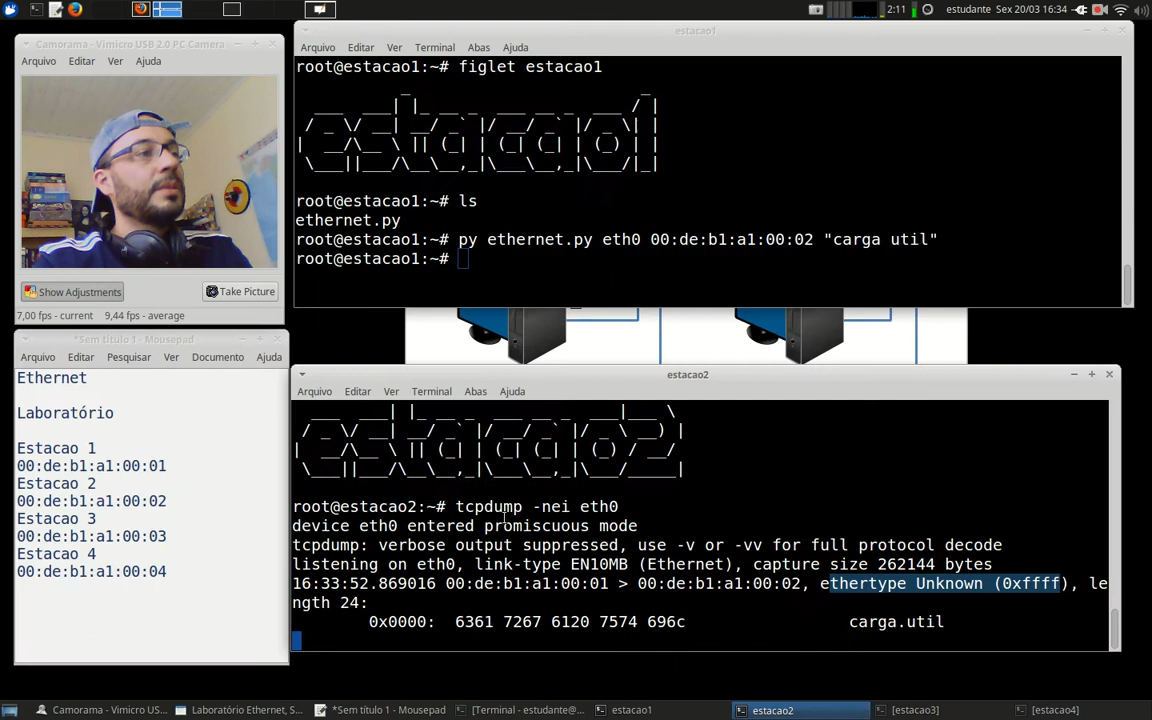 2:11 estudante Sex 20/03 16:34
Camorama - Vimicro USB 2.0 PC Camera
Arquivo Editar Ver Ajuda
Show Adjustments Take Picture
7,00 fps - current 9,44 fps - average
*Sem título 1 - Mousepad
Arquivo Editar Pesquisar Ver Documento Ajuda
Ethernet
Laboratório
Estacao 1
00:de:b1:a1:00:01
Estacao 2
00:de:b1:a1:00:02
Estacao 3
00:de:b1:a1:00:03
Estacao 4
00:de:b1:a1:00:04
estacao1
Arquivo Editar Ver Terminal Abas Ajuda
root@estacao1:~# figlet estacao1
estacao1
root@estacao1:~# ls
ethernet.py
root@estacao1:~# py ethernet.py eth0 00:de:b1:a1:00:02 "carga util"
root@estacao1:~#
estacao2
Arquivo Editar Ver Terminal Abas Ajuda
estacao2
root@estacao2:~# tcpdump -nei eth0
device eth0 entered promiscuous mode
tcpdump: verbose output suppressed, use -v or -vv for full protocol decode
listening on eth0, link-type EN10MB (Ethernet), capture size 262144 bytes
16:33:52.869016 00:de:b1:a1:00:01 > 00:de:b1:a1:00:02, ethertype Unknown (0xffff), le
ngth 24:
0x0000: 6361 7267 6120 7574 696c carga.util
Camorama - Vimicro US... Laboratório Ethernet, S... *Sem título 1 - Mousepad [Terminal - estudante@... estacao1 estacao2 [estacao3] [estacao4]